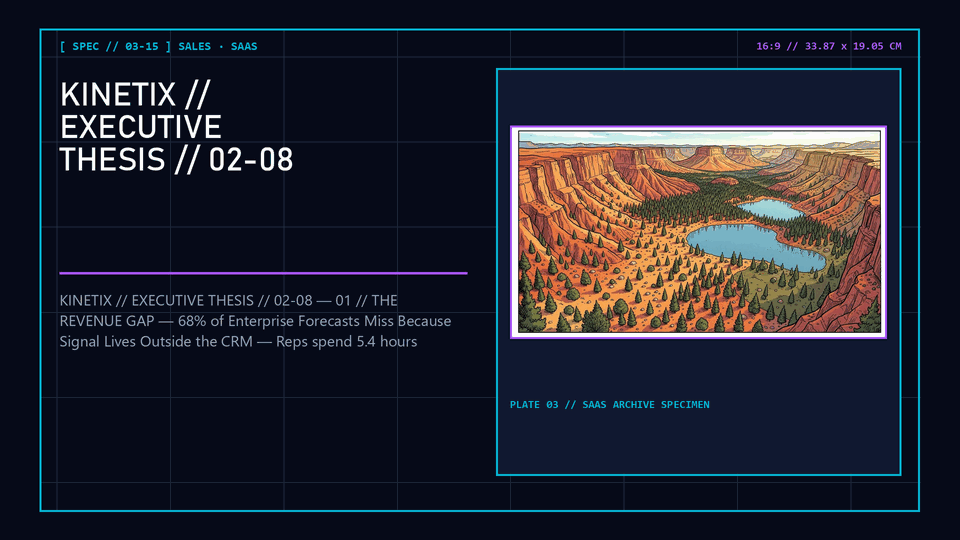 [ SPEC // 03-15 ] SALES · SAAS
16:9 // 33.87 x 19.05 CM
KINETIX //
EXECUTIVE
THESIS // 02-08
KINETIX // EXECUTIVE THESIS // 02-08 — 01 // THE
REVENUE GAP — 68% of Enterprise Forecasts Miss Because
Signal Lives Outside the CRM — Reps spend 5.4 hours
PLATE 03 // SAAS ARCHIVE SPECIMEN